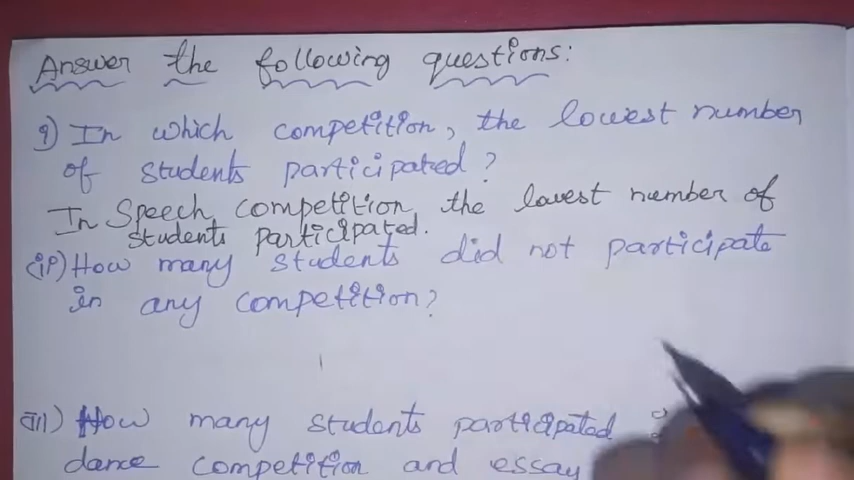 Answer the following questions:
i) In which competition, the lowest number
of students participated?
In Speech competition the lowest number of
students participated.
(ii) How many students did not participate
in any competition?
(iii) How many students participated
dance competition and essay